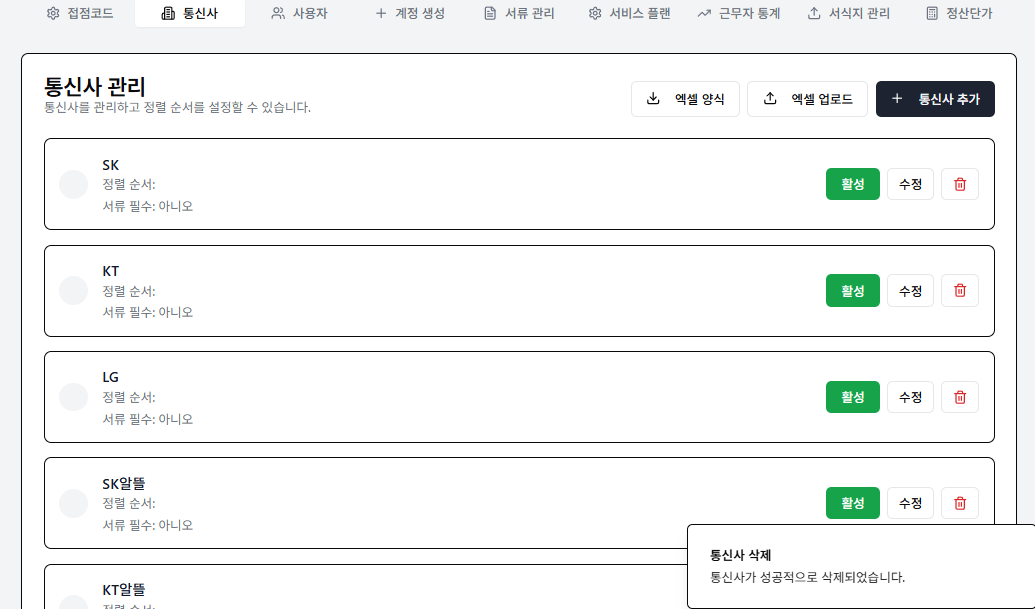 접점코드 통신사 사용자 계정 생성 서류 관리 서비스 플랜 근무자 통계 서식지 관리 정산단가
통신사 관리
통신사를 관리하고 정렬 순서를 설정할 수 있습니다.
엑셀 양식 엑셀 업로드 통신사 추가
SK
정렬 순서:
서류 필수: 아니오
활성 수정
KT
정렬 순서:
서류 필수: 아니오
활성 수정
LG
정렬 순서:
서류 필수: 아니오
활성 수정
SK알뜰
정렬 순서:
서류 필수: 아니오
활성 수정
KT알뜰
정렬 순서:
통신사 삭제
통신사가 성공적으로 삭제되었습니다.